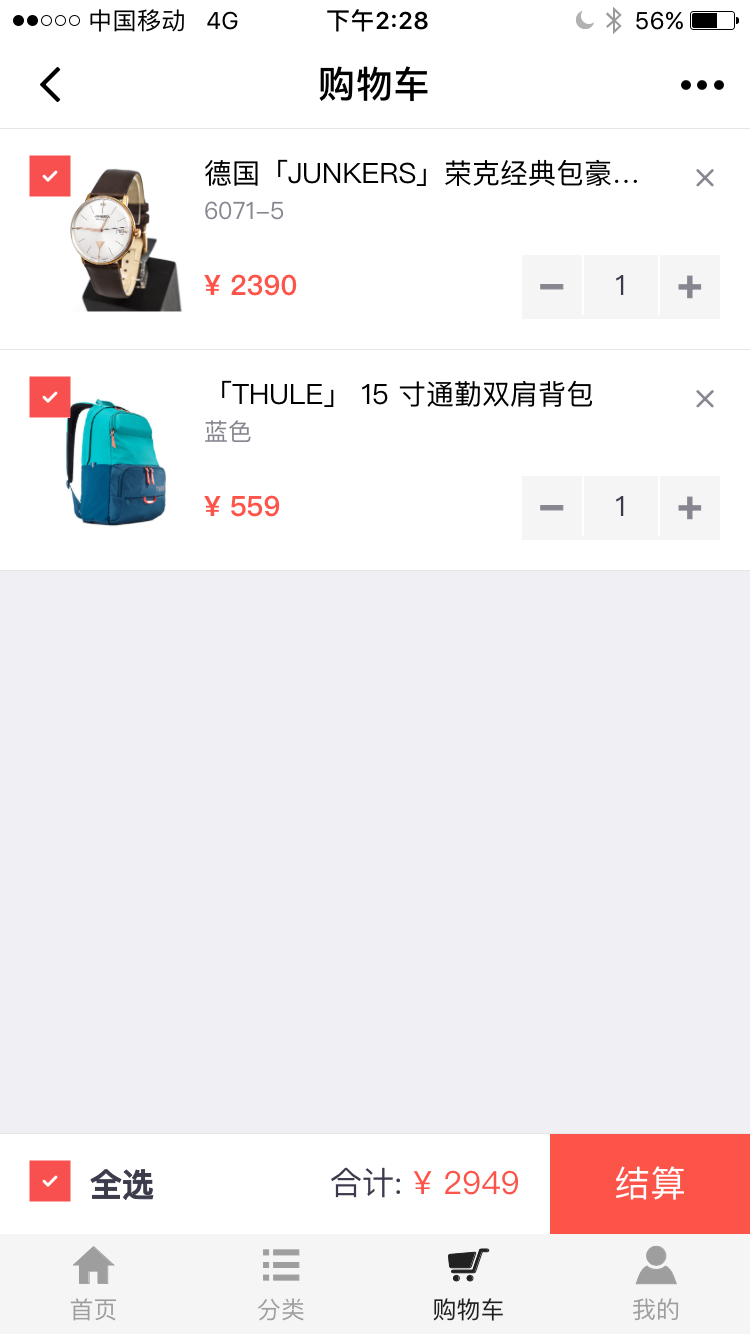 中国移动 4G 下午2:28 56%
购物车
德国「JUNKERS」荣克经典包豪...
6071-5
¥ 2390
1
「THULE」 15 寸通勤双肩背包
蓝色
¥ 559
1
全选 合计: ¥ 2949 结算
首页 分类 购物车 我的